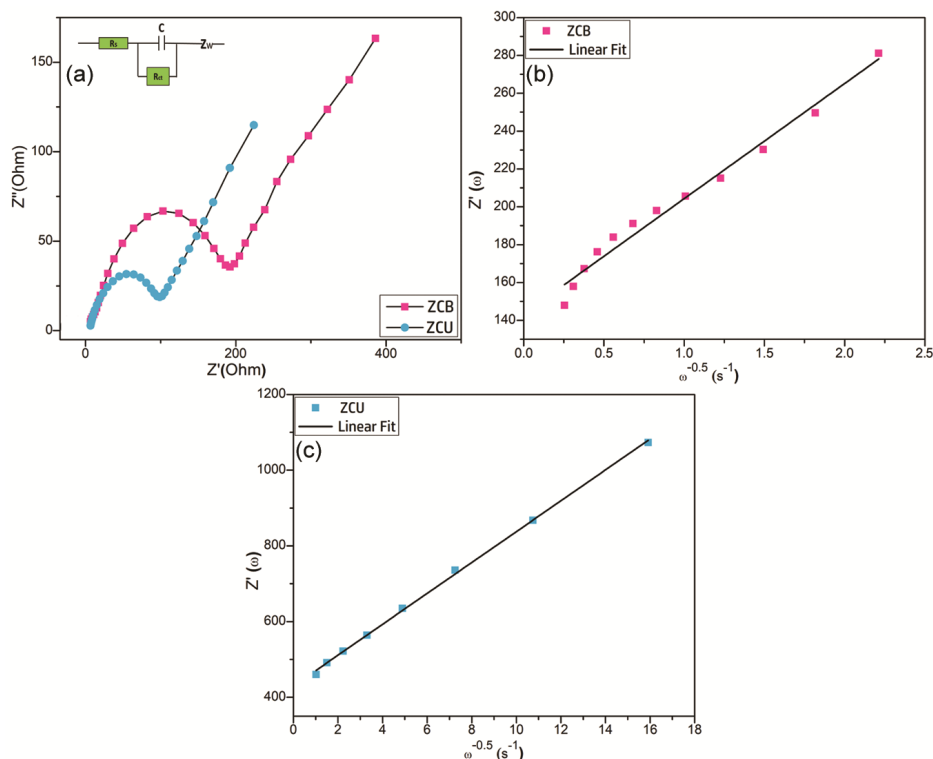 (a)
C
Rs
Zw
Rct
Z''(Ohm)
150
100
50
0
0
200
400
Z'(Ohm)
ZCB
ZCU
(b)
ZCB
Linear Fit
Z' (ω)
300
280
260
240
220
200
180
160
140
0.0
0.5
1.0
1.5
2.0
2.5
ω-0.5 (s-1)
(c)
ZCU
Linear Fit
Z' (ω)
1200
1000
800
600
400
0
2
4
6
8
10
12
14
16
18
ω-0.5 (s-1)